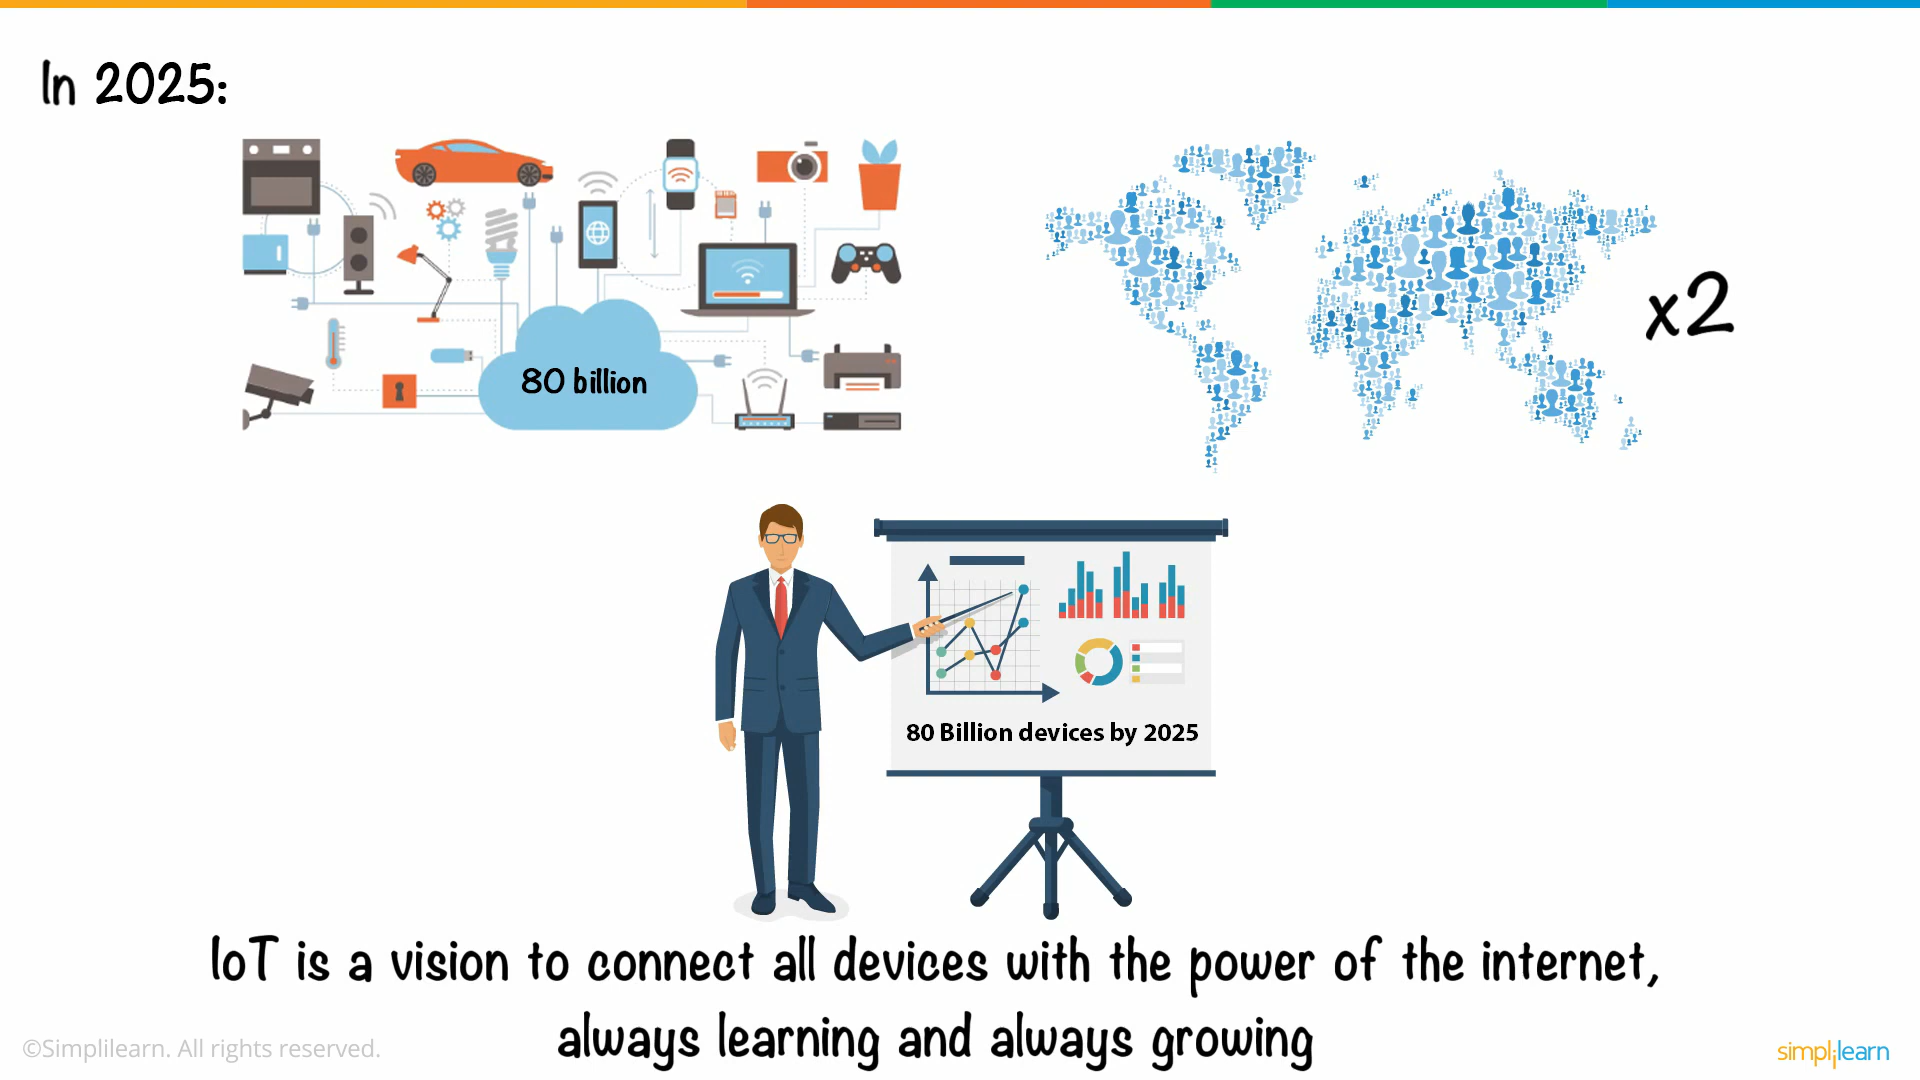 In 2025:
80 billion
x2
80 Billion devices by 2025
IoT is a vision to connect all devices with the power of the internet,
always learning and always growing
©Simplilearn. All rights reserved.
simplilearn